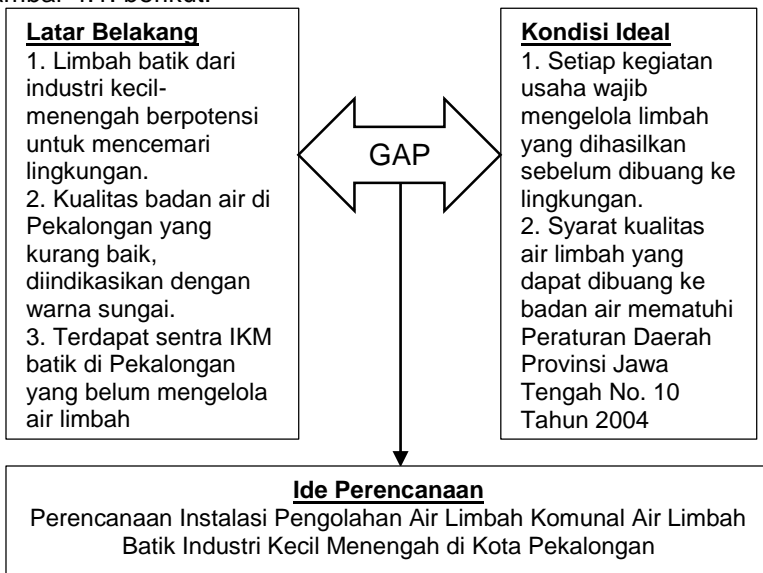 Latar Belakang
1. Limbah batik dari
industri kecil-
menengah berpotensi
untuk mencemari
lingkungan.
2. Kualitas badan air di
Pekalongan yang
kurang baik,
diindikasikan dengan
warna sungai.
3. Terdapat sentra IKM
batik di Pekalongan
yang belum mengelola
air limbah
GAP
Kondisi Ideal
1. Setiap kegiatan
usaha wajib
mengelola limbah
yang dihasilkan
sebelum dibuang ke
lingkungan.
2. Syarat kualitas
air limbah yang
dapat dibuang ke
badan air mematuhi
Peraturan Daerah
Provinsi Jawa
Tengah No. 10
Tahun 2004
Ide Perencanaan
Perencanaan Instalasi Pengolahan Air Limbah Komunal Air Limbah
Batik Industri Kecil Menengah di Kota Pekalongan